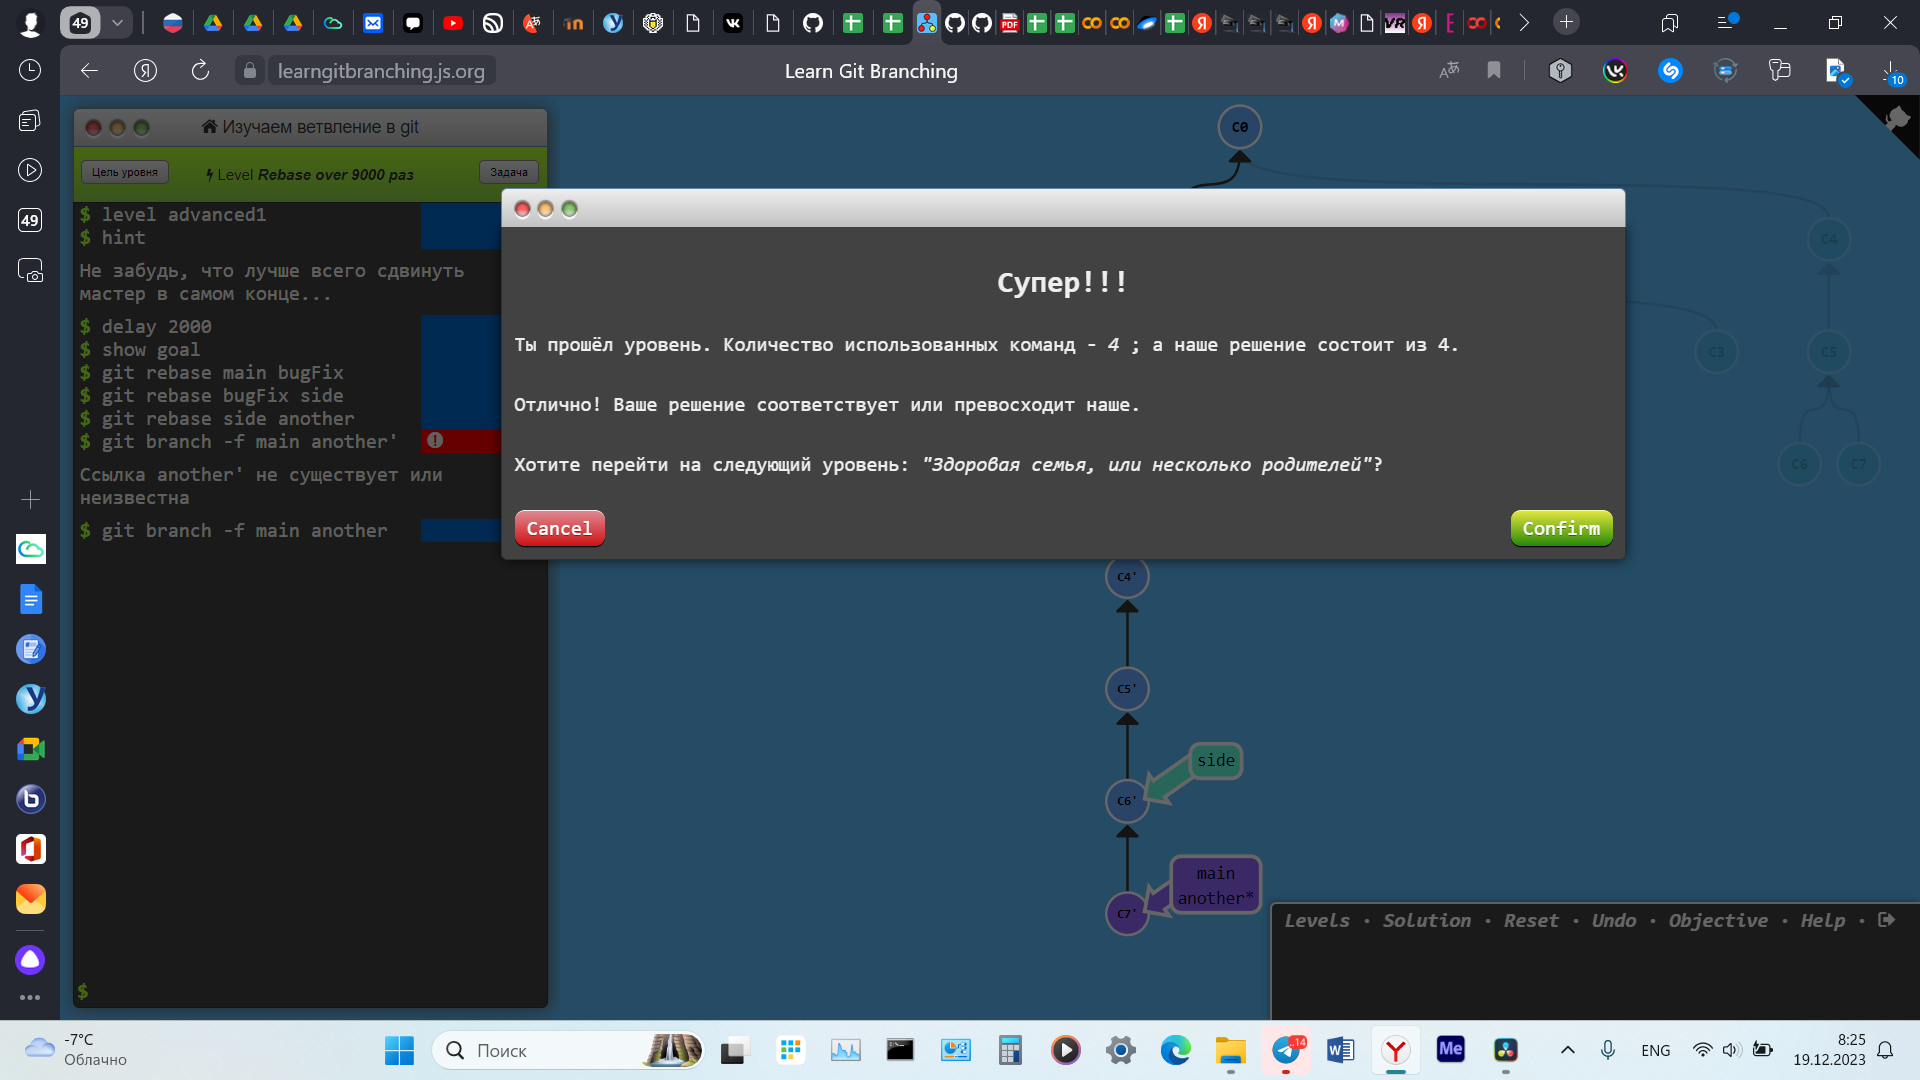 49
learngitbranching.js.org
Learn Git Branching
10
49
Изучаем ветвление в git
Цель уровня
Level Rebase over 9000 раз
Задача
$ level advanced1
$ hint
Не забудь, что лучше всего сдвинуть
мастер в самом конце...
$ delay 2000
$ show goal
$ git rebase main bugFix
$ git rebase bugFix side
$ git rebase side another
$ git branch -f main another'
Ссылка another' не существует или
неизвестна
$ git branch -f main another
$
C0
C4
C3
C5
C6
C7
Супер!!!
Ты прошёл уровень. Количество использованных команд - 4 ; а наше решение состоит из 4.
Отлично! Ваше решение соответствует или превосходит наше.
Хотите перейти на следующий уровень: "Здоровая семья, или несколько родителей"?
Cancel
Confirm
C4'
C5'
side
C6'
main
another*
C7'
Levels · Solution · Reset · Undo · Objective · Help ·
-7°C
Облачно
Поиск
..14
Me
ENG
8:25
19.12.2023